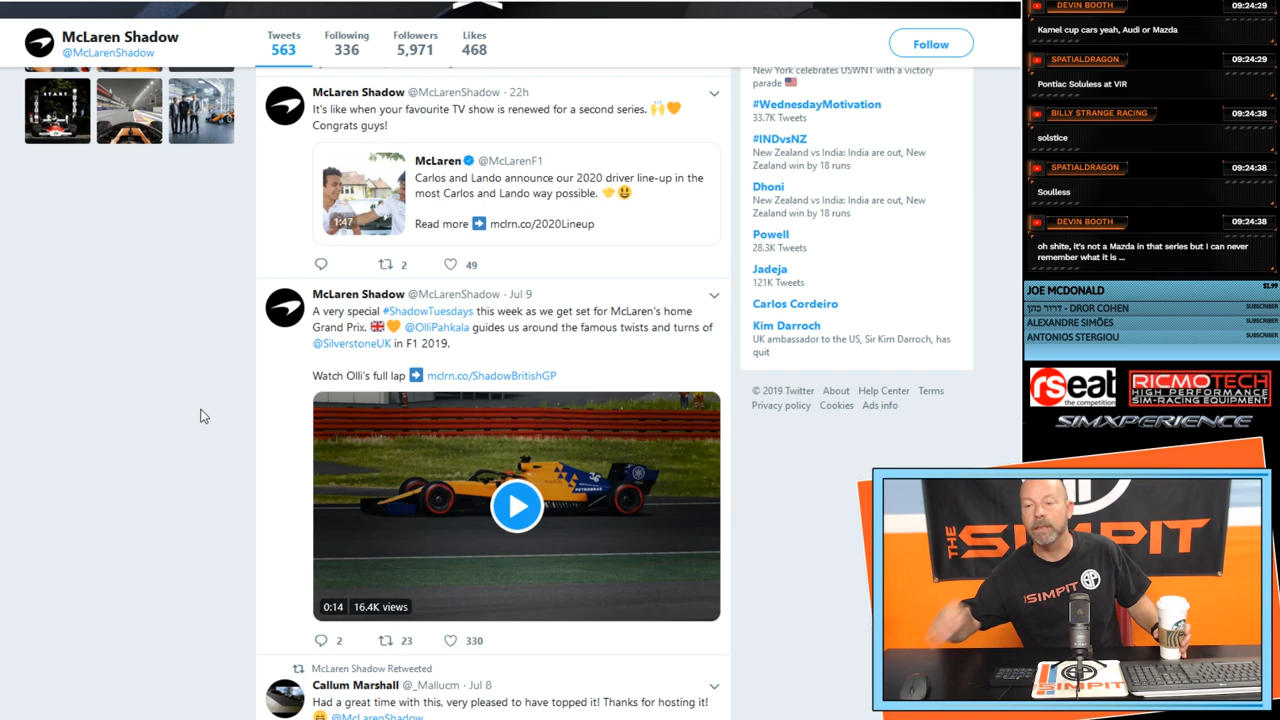 McLaren Shadow
@McLarenShadow
Tweets
563
Following
336
Followers
5,971
Likes
468
Follow
McLaren Shadow @McLarenShadow · 22h
It's like when your favourite TV show is renewed for a second series. 🙌🧡
Congrats guys!
McLaren @McLarenF1
Carlos and Lando announce our 2020 driver line-up in the
most Carlos and Lando way possible. 🤝😃
1:47
Read more ➡ mclrn.co/2020Lineup
2
49
McLaren Shadow @McLarenShadow · Jul 9
A very special #ShadowTuesdays this week as we get set for McLaren's home
Grand Prix. 🇬🇧🧡 @OlliPahkala guides us around the famous twists and turns of
@SilverstoneUK in F1 2019.
Watch Olli's full lap ➡ mclrn.co/ShadowBritishGP
PETRONAS
0:14 16.4K views
2
23
330
McLaren Shadow Retweeted
Callum Marshall @_Mallucm · Jul 8
Had a great time with this, very pleased to have topped it! Thanks for hosting it!
😁 @McLarenShadow
New York celebrates USWNT with a victory
parade 🇺🇸
#WednesdayMotivation
33.7K Tweets
#INDvsNZ
New Zealand vs India: India are out, New
Zealand win by 18 runs
Dhoni
New Zealand vs India: India are out, New
Zealand win by 18 runs
Powell
28.3K Tweets
Jadeja
121K Tweets
Carlos Cordeiro
Kim Darroch
UK ambassador to the US, Sir Kim Darroch, has
quit
© 2019 Twitter About Help Center Terms
Privacy policy Cookies Ads info
DEVIN BOOTH 09:24:29
Kamel cup cars yeah, Audi or Mazda
SPATIALDRAGON 09:24:29
Pontiac Soluless at VIR
BILLY STRANGE RACING 09:24:38
solstice
SPATIALDRAGON 09:24:38
Soulless
DEVIN BOOTH 09:24:38
oh shite, it's not a Mazda in that series but I can never
remember what it is ...
JOE MCDONALD $1.99
דרור כהן - DROR COHEN SUBSCRIBER
ALEXANDRE SIMÕES SUBSCRIBER
ANTONIOS STERGIOU SUBSCRIBER
rseat
the competition
RICMOTECH
HIGH PERFORMANCE
SIM-RACING EQUIPMENT
SIMXPERIENCE
THE SIMPIT
THE SIMPIT
SIMPIT